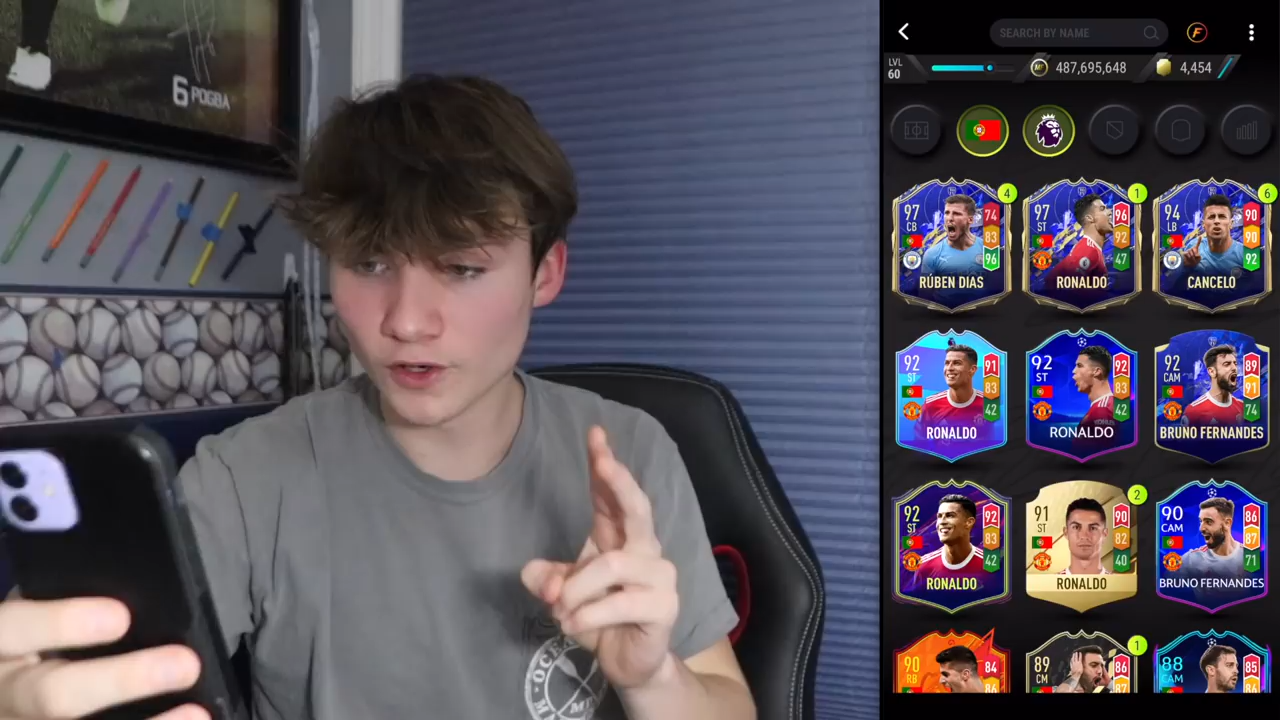 6 POGBA
OCEA
SEARCH BY NAME
F
LVL
60
MP
487,695,648
4,454
4
1
6
97
CB
74
83
96
RÚBEN DIAS
97
ST
96
92
47
RONALDO
94
LB
90
90
92
CANCELO
92
ST
91
83
42
RONALDO
92
ST
92
83
42
RONALDO
92
CAM
89
91
74
BRUNO FERNANDES
2
92
ST
92
83
42
RONALDO
91
ST
90
82
40
RONALDO
90
CAM
86
87
71
BRUNO FERNANDES
1
90
RB
84
86
89
CM
86
87
88
CAM
85